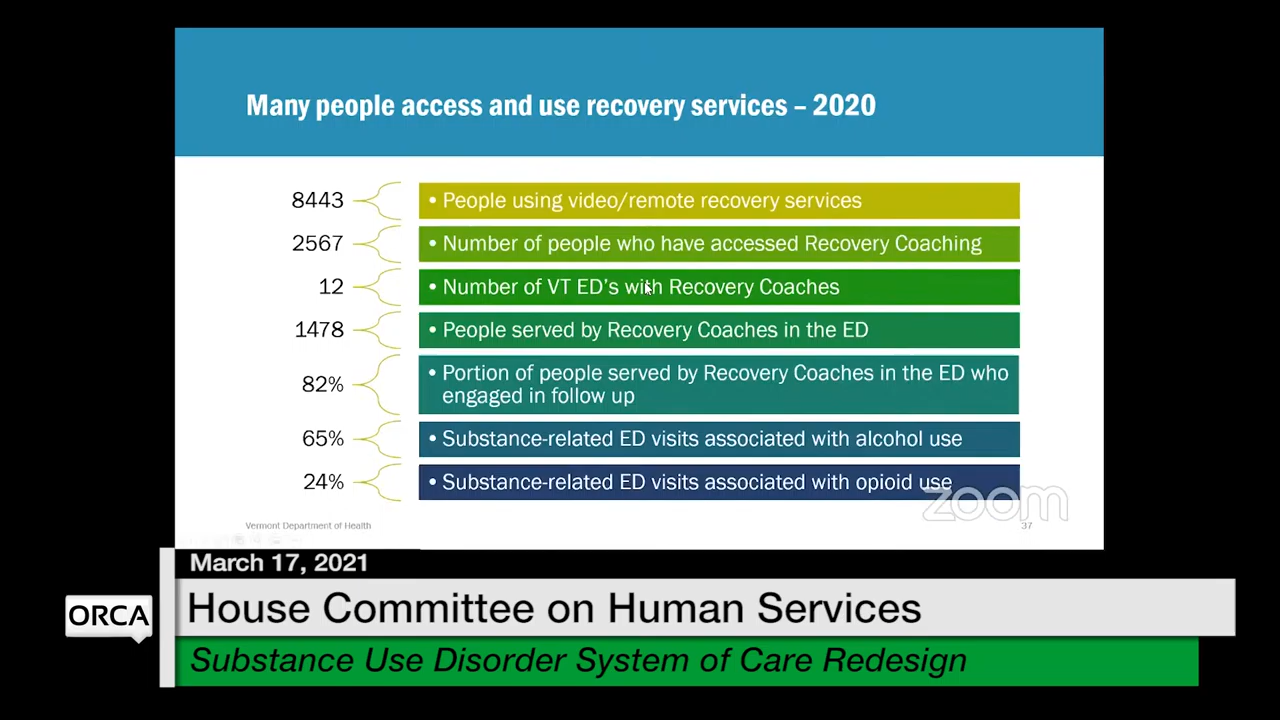 Many people access and use recovery services – 2020
8443
• People using video/remote recovery services
2567
• Number of people who have accessed Recovery Coaching
12
• Number of VT ED's with Recovery Coaches
1478
• People served by Recovery Coaches in the ED
82%
• Portion of people served by Recovery Coaches in the ED who
engaged in follow up
65%
• Substance-related ED visits associated with alcohol use
24%
• Substance-related ED visits associated with opioid use
zoom
Vermont Department of Health
37
March 17, 2021
ORCA
House Committee on Human Services
Substance Use Disorder System of Care Redesign